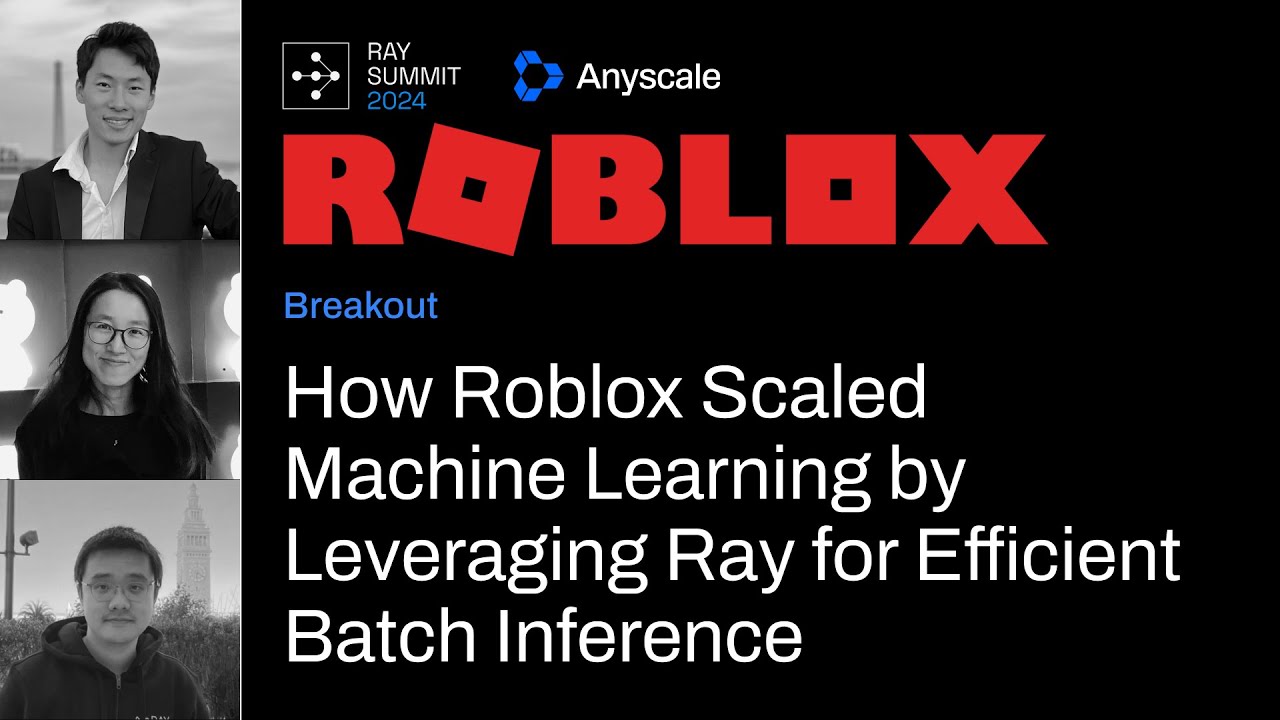 RAY
SUMMIT
2024
Anyscale
ROBLOX
Breakout
How Roblox Scaled
Machine Learning by
Leveraging Ray for Efficient
Batch Inference